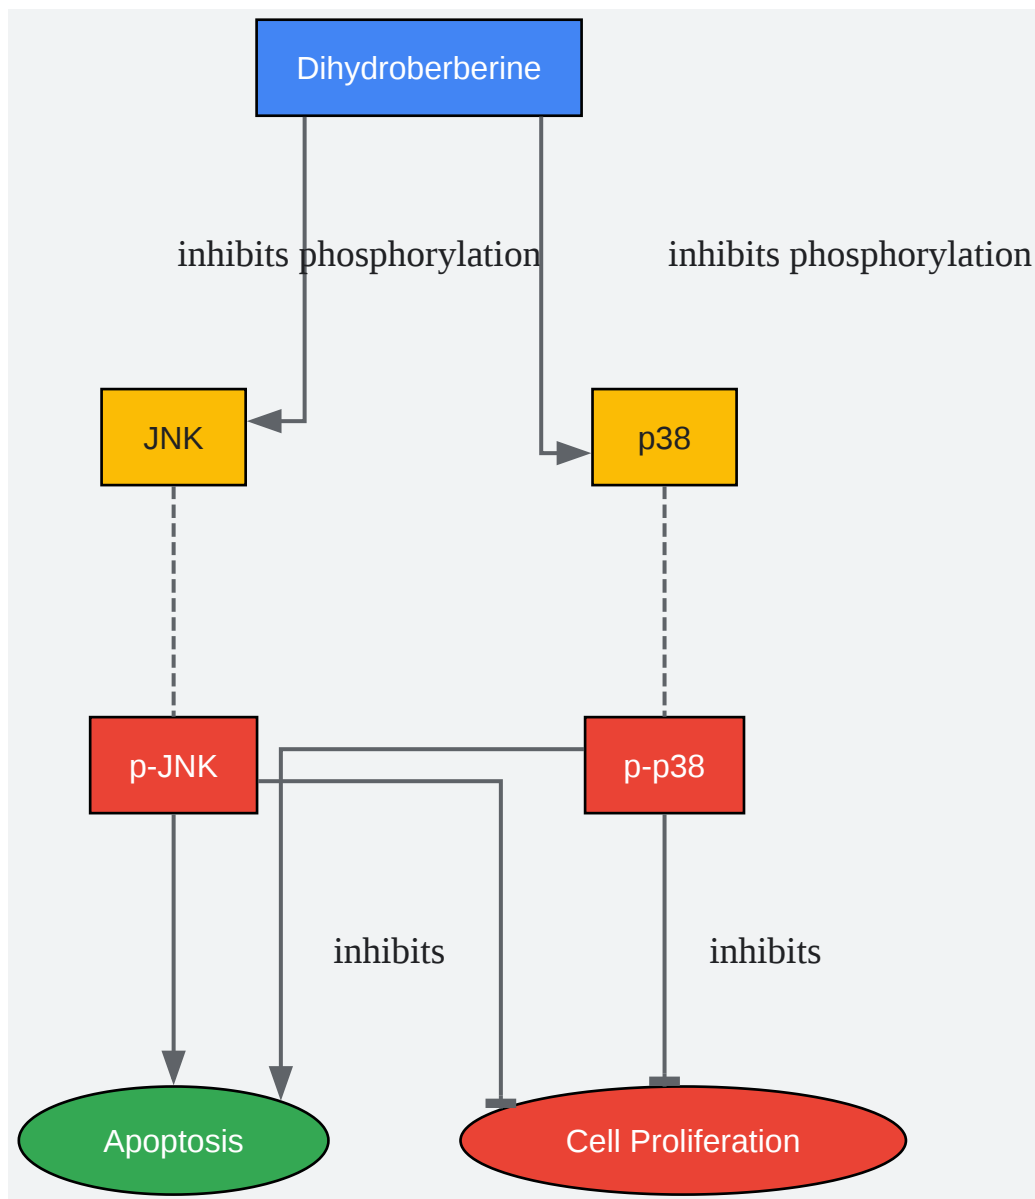 Dihydroberberine
inhibits phosphorylation
inhibits phosphorylation
JNK
p38
p-JNK
p-p38
inhibits
inhibits
Apoptosis
Cell Proliferation